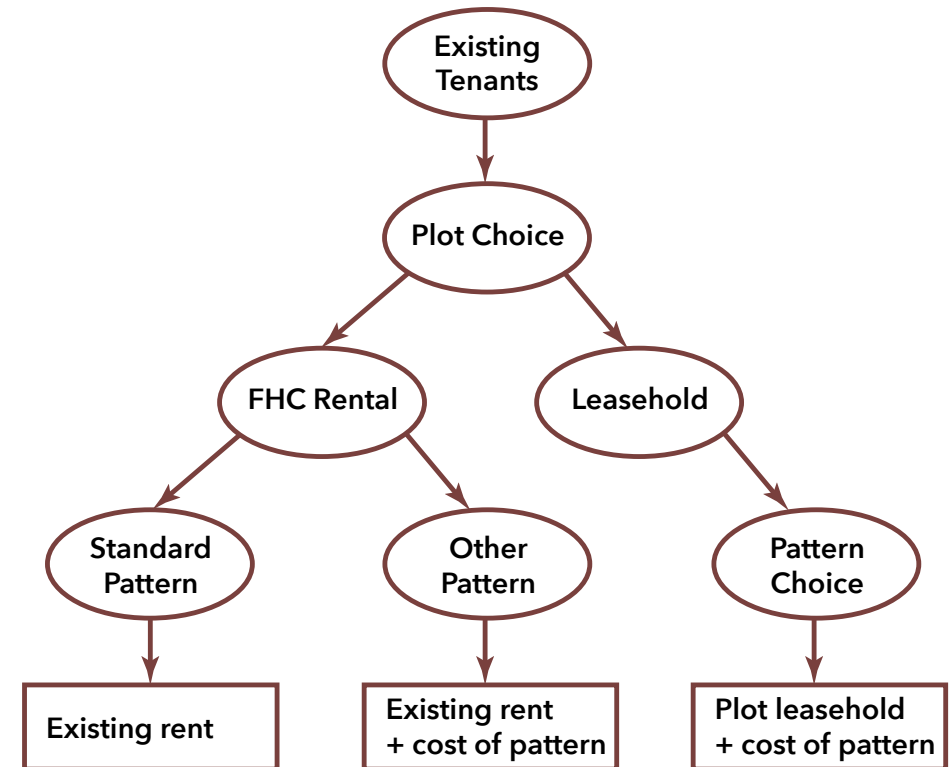 Existing
Tenants
Plot Choice
FHC Rental
Leasehold
Standard
Pattern
Other
Pattern
Pattern
Choice
Existing rent
Existing rent
+ cost of pattern
Plot leasehold
+ cost of pattern